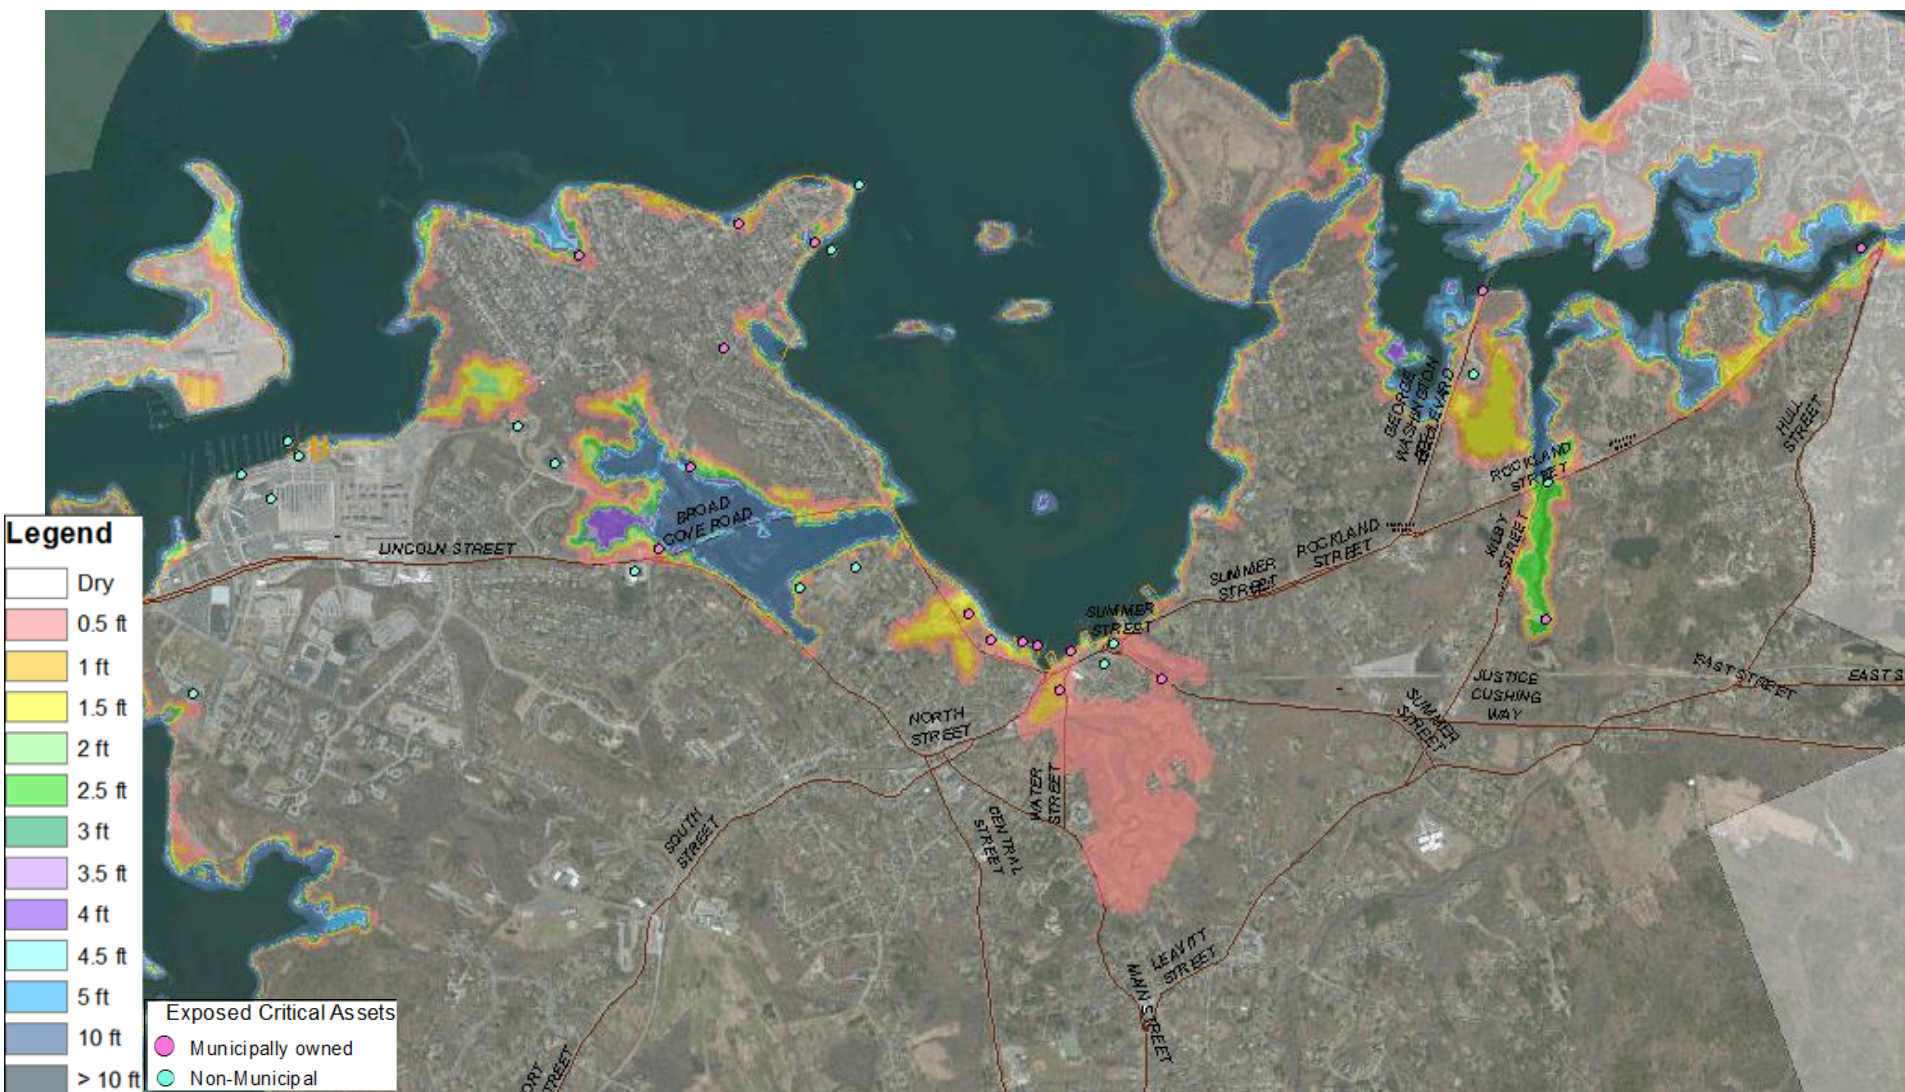 GEORGE
WASHINGTON
BOULEVARD
HULL
STREET
ROCKLAND
STREET
BROAD
COVE ROAD
LINCOLN STREET
KILBY
STREET
ROCKLAND
STREET
SUMMER
STREET
SUMMER
STREET
EAST STREET
EAST S
JUSTICE
CUSHING
WAY
SUMMER
STREET
NORTH
STREET
WATER
STREET
SOUTH
STREET
CENTRAL
STREET
LEAVITT
STREET
MAIN STREET
ORT
TREET
Legend
Dry
0.5 ft
1 ft
1.5 ft
2 ft
2.5 ft
3 ft
3.5 ft
4 ft
4.5 ft
5 ft
10 ft
> 10 ft
Exposed Critical Assets
Municipally owned
Non-Municipal